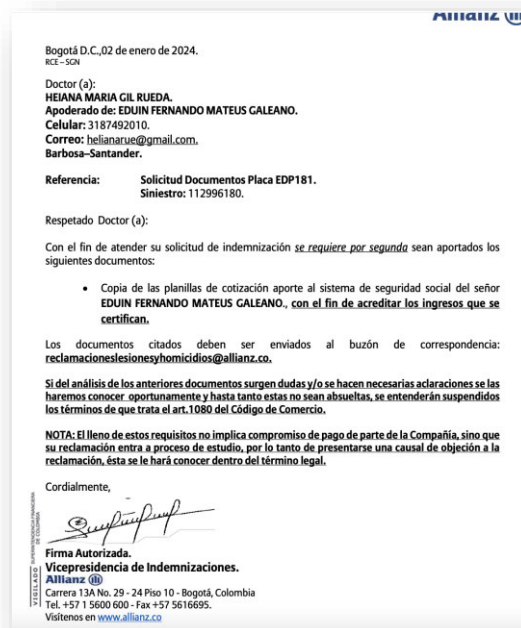 Allianz
Bogotá D.C.,02 de enero de 2024.
RCE – SGN
Doctor (a):
HEIANA MARIA GIL RUEDA.
Apoderado de: EDUIN FERNANDO MATEUS GALEANO.
Celular: 3187492010.
Correo: helianarue@gmail.com.
Barbosa–Santander.
Referencia: Solicitud Documentos Placa EDP181.
Siniestro: 112996180.
Respetado Doctor (a):
Con el fin de atender su solicitud de indemnización se requiere por segunda sean aportados los
siguientes documentos:
• Copia de las planillas de cotización aporte al sistema de seguridad social del señor
EDUIN FERNANDO MATEUS GALEANO., con el fin de acreditar los ingresos que se
certifican.
Los documentos citados deben ser enviados al buzón de correspondencia:
reclamacioneslesionesyhomicidios@allianz.co.
Si del análisis de los anteriores documentos surgen dudas y/o se hacen necesarias aclaraciones se las
haremos conocer oportunamente y hasta tanto estas no sean absueltas, se entenderán suspendidos
los términos de que trata el art.1080 del Código de Comercio.
NOTA: El lleno de estos requisitos no implica compromiso de pago de parte de la Compañía, sino que
su reclamación entra a proceso de estudio, por lo tanto de presentarse una causal de objeción a la
reclamación, ésta se le hará conocer dentro del término legal.
Cordialmente,
Firma Autorizada.
Vicepresidencia de Indemnizaciones.
Allianz
Carrera 13A No. 29 - 24 Piso 10 - Bogotá, Colombia
Tel. +57 1 5600 600 - Fax +57 5616695.
Visítenos en www.allianz.co
VIGILADO SUPERINTENDENCIA FINANCIERA
DE COLOMBIA